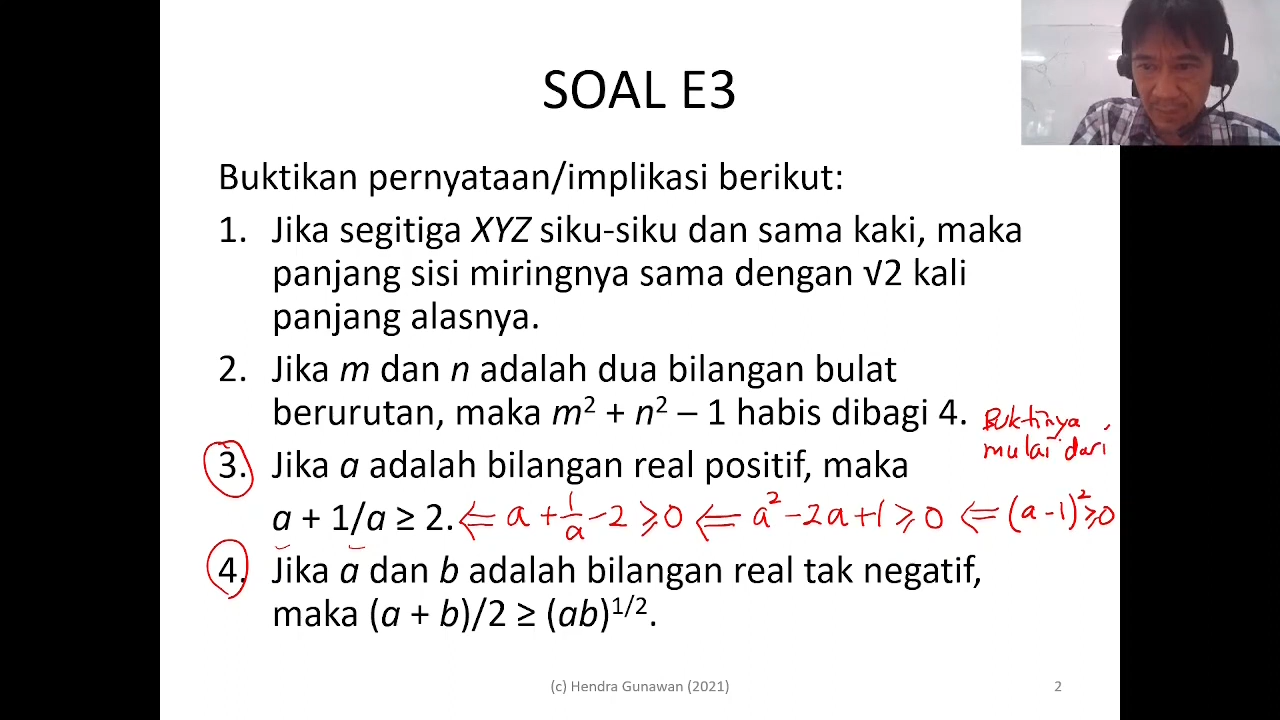 SOAL E3
Buktikan pernyataan/implikasi berikut:
1. Jika segitiga XYZ siku-siku dan sama kaki, maka
panjang sisi miringnya sama dengan √2 kali
panjang alasnya.
2. Jika m dan n adalah dua bilangan bulat
berurutan, maka m² + n² – 1 habis dibagi 4.
Buktinya
mulai dari
3. Jika a adalah bilangan real positif, maka
a + 1/a ≥ 2. ⇐ a + 1/a - 2 ≥ 0 ⇐ a² - 2a + 1 ≥ 0 ⇐ (a - 1)² ≥ 0
4. Jika a dan b adalah bilangan real tak negatif,
maka (a + b)/2 ≥ (ab)^1/2.
(c) Hendra Gunawan (2021)
2